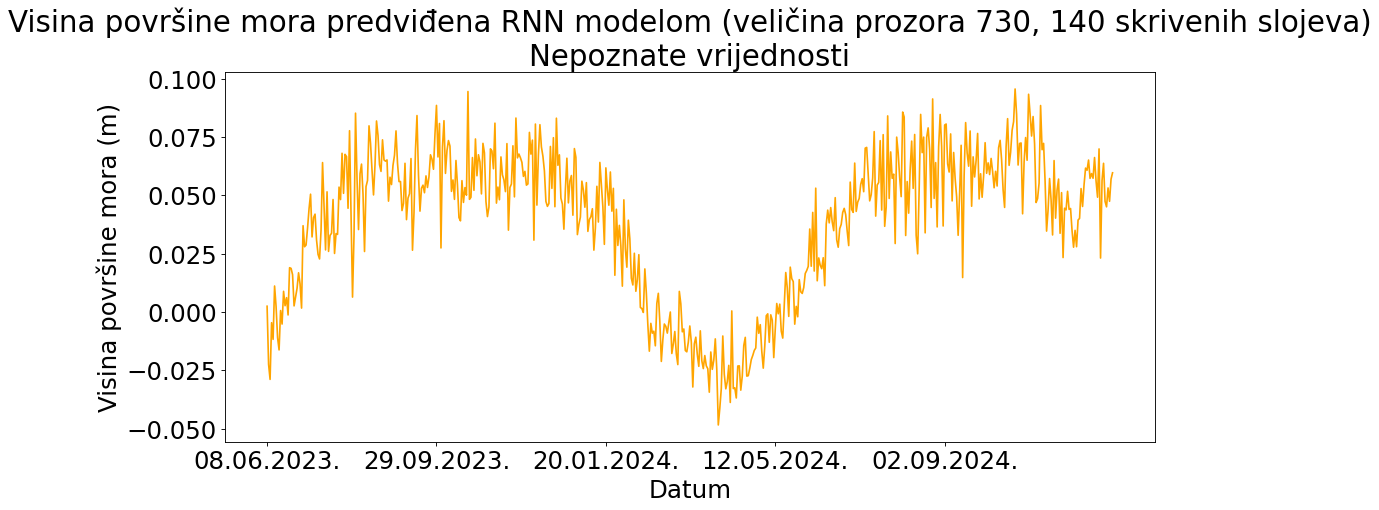 Visina površine mora predviđena RNN modelom (veličina prozora 730, 140 skrivenih slojeva)
Nepoznate vrijednosti
Visina površine mora (m)
0.100
0.075
0.050
0.025
0.000
−0.025
−0.050
08.06.2023. 29.09.2023. 20.01.2024. 12.05.2024. 02.09.2024.
Datum